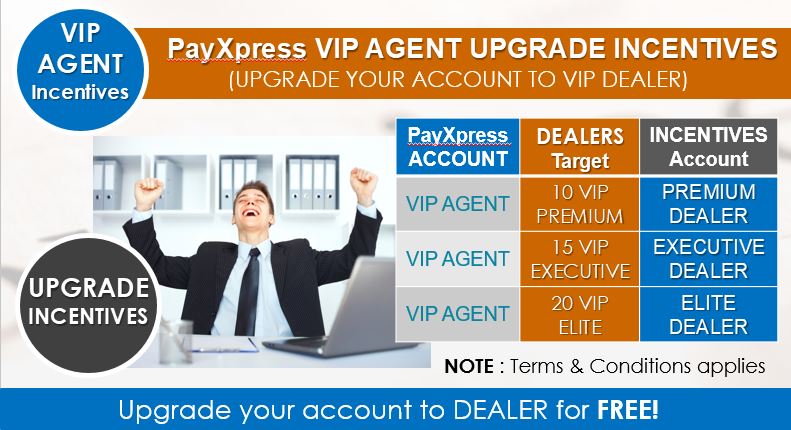 VIP
AGENT
Incentives
PayXpress VIP AGENT UPGRADE INCENTIVES
(UPGRADE YOUR ACCOUNT TO VIP DEALER)
PayXpress ACCOUNT
DEALERS Target
INCENTIVES Account
VIP AGENT
10 VIP PREMIUM
PREMIUM DEALER
VIP AGENT
15 VIP EXECUTIVE
EXECUTIVE DEALER
VIP AGENT
20 VIP ELITE
ELITE DEALER
UPGRADE
INCENTIVES
NOTE : Terms & Conditions applies
Upgrade your account to DEALER for FREE!